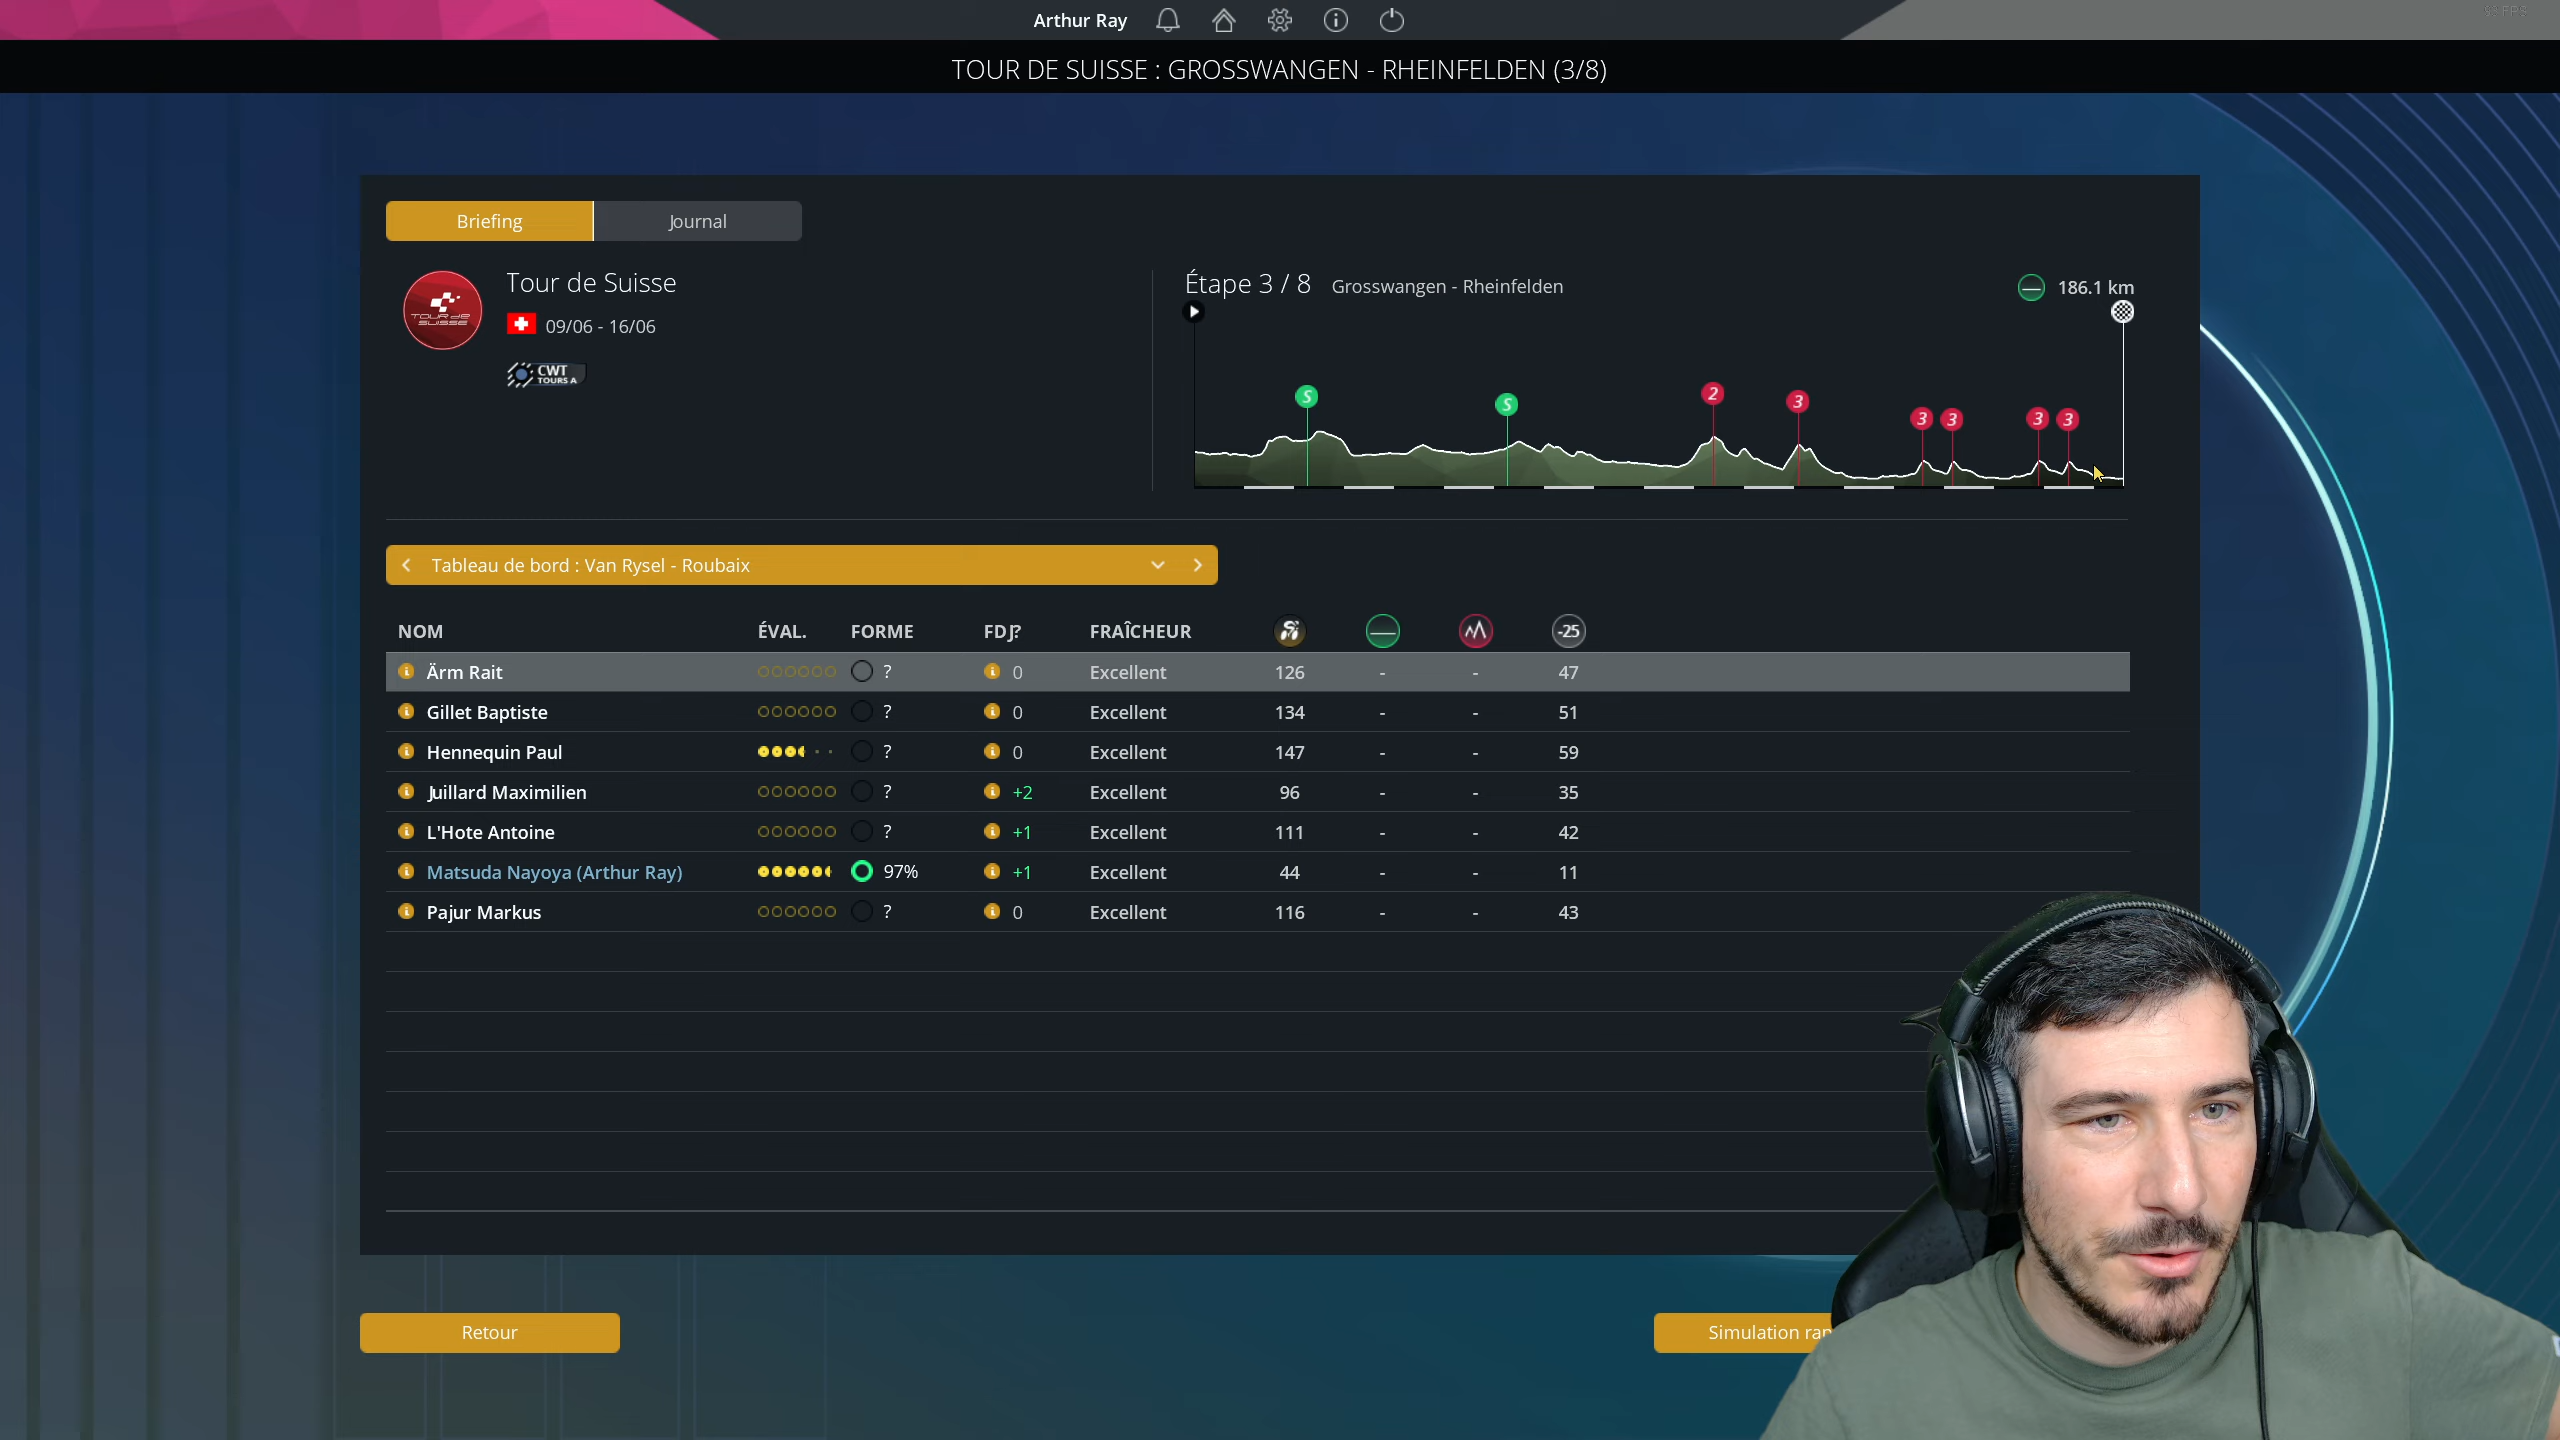 Arthur Ray
TOUR DE SUISSE : GROSSWANGEN - RHEINFELDEN (3/8)
Briefing
Journal
TOUR de SUISSE
Tour de Suisse
09/06 - 16/06
CWT
TOURS A
Étape 3 / 8 Grosswangen - Rheinfelden
186.1 km
S S 2 3 3 3 3 3
Tableau de bord : Van Rysel - Roubaix
NOM ÉVAL. FORME FDJ? FRAÎCHEUR -25
Ärm Rait ? 0 Excellent 126 - - 47
Gillet Baptiste ? 0 Excellent 134 - - 51
Hennequin Paul ? 0 Excellent 147 - - 59
Juillard Maximilien ? +2 Excellent 96 - - 35
L'Hote Antoine ? +1 Excellent 111 - - 42
Matsuda Nayoya (Arthur Ray) 97% +1 Excellent 44 - - 11
Pajur Markus ? 0 Excellent 116 - - 43
Retour
Simulation